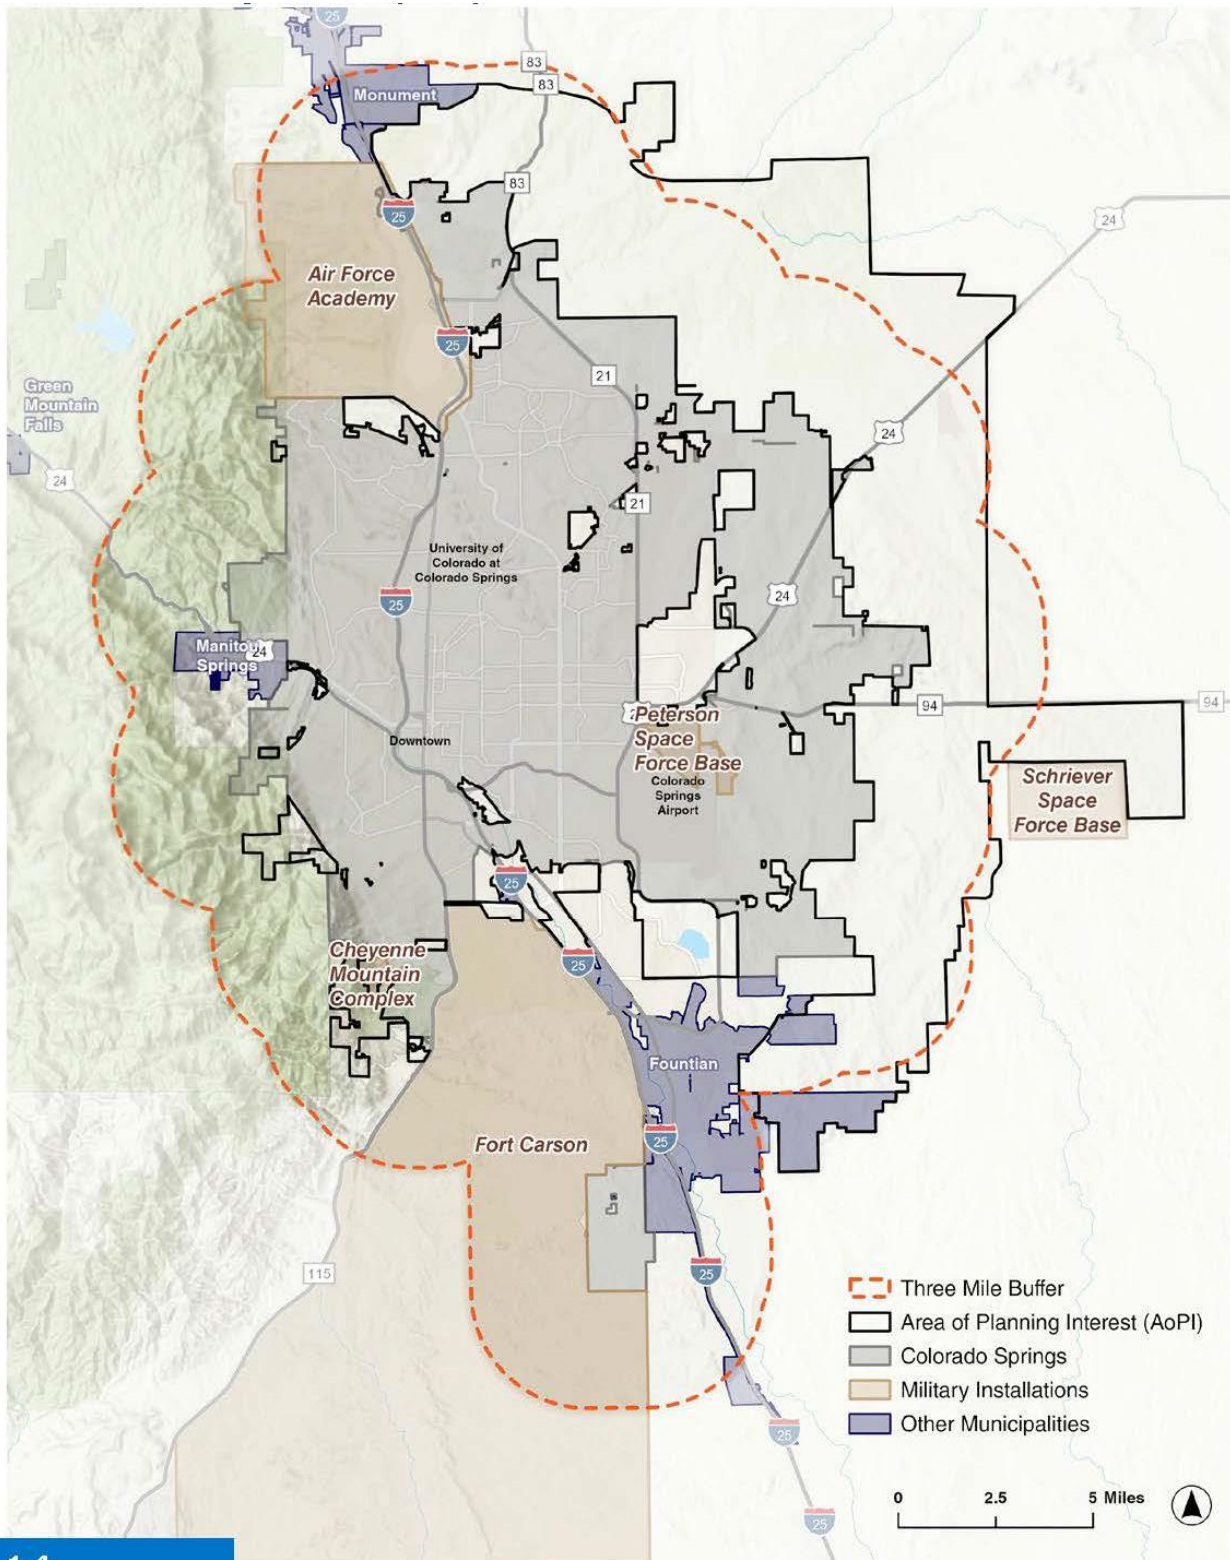 25
83
83
Monument
83
25
24
Air Force
Academy
25
21
Green
Mountain
Falls
24
24
21
University of
Colorado at
Colorado Springs
24
25
Manitou
Springs
24
94
94
Peterson
Space
Force Base
Downtown
Colorado
Springs
Airport
Schriever
Space
Force Base
25
Cheyenne
Mountain
Complex
25
Fountian
Fort Carson
25
115
25
Three Mile Buffer
Area of Planning Interest (AoPI)
Colorado Springs
Military Installations
Other Municipalities
25
0 2.5 5 Miles
25